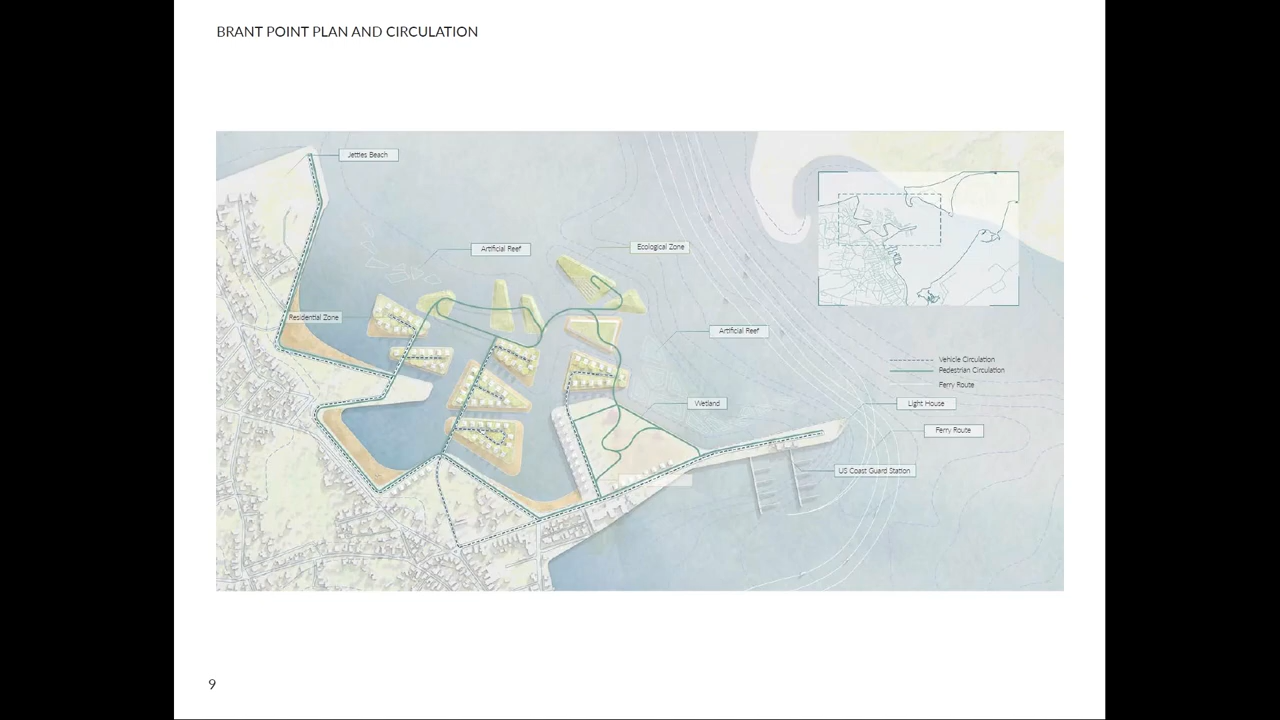 BRANT POINT PLAN AND CIRCULATION
Jetties Beach
Artificial Reef
Ecological Zone
Residential Zone
Artificial Reef
Vehicle Circulation
Pedestrian Circulation
Ferry Route
Wetland
Light House
Ferry Route
US Coast Guard Station
9